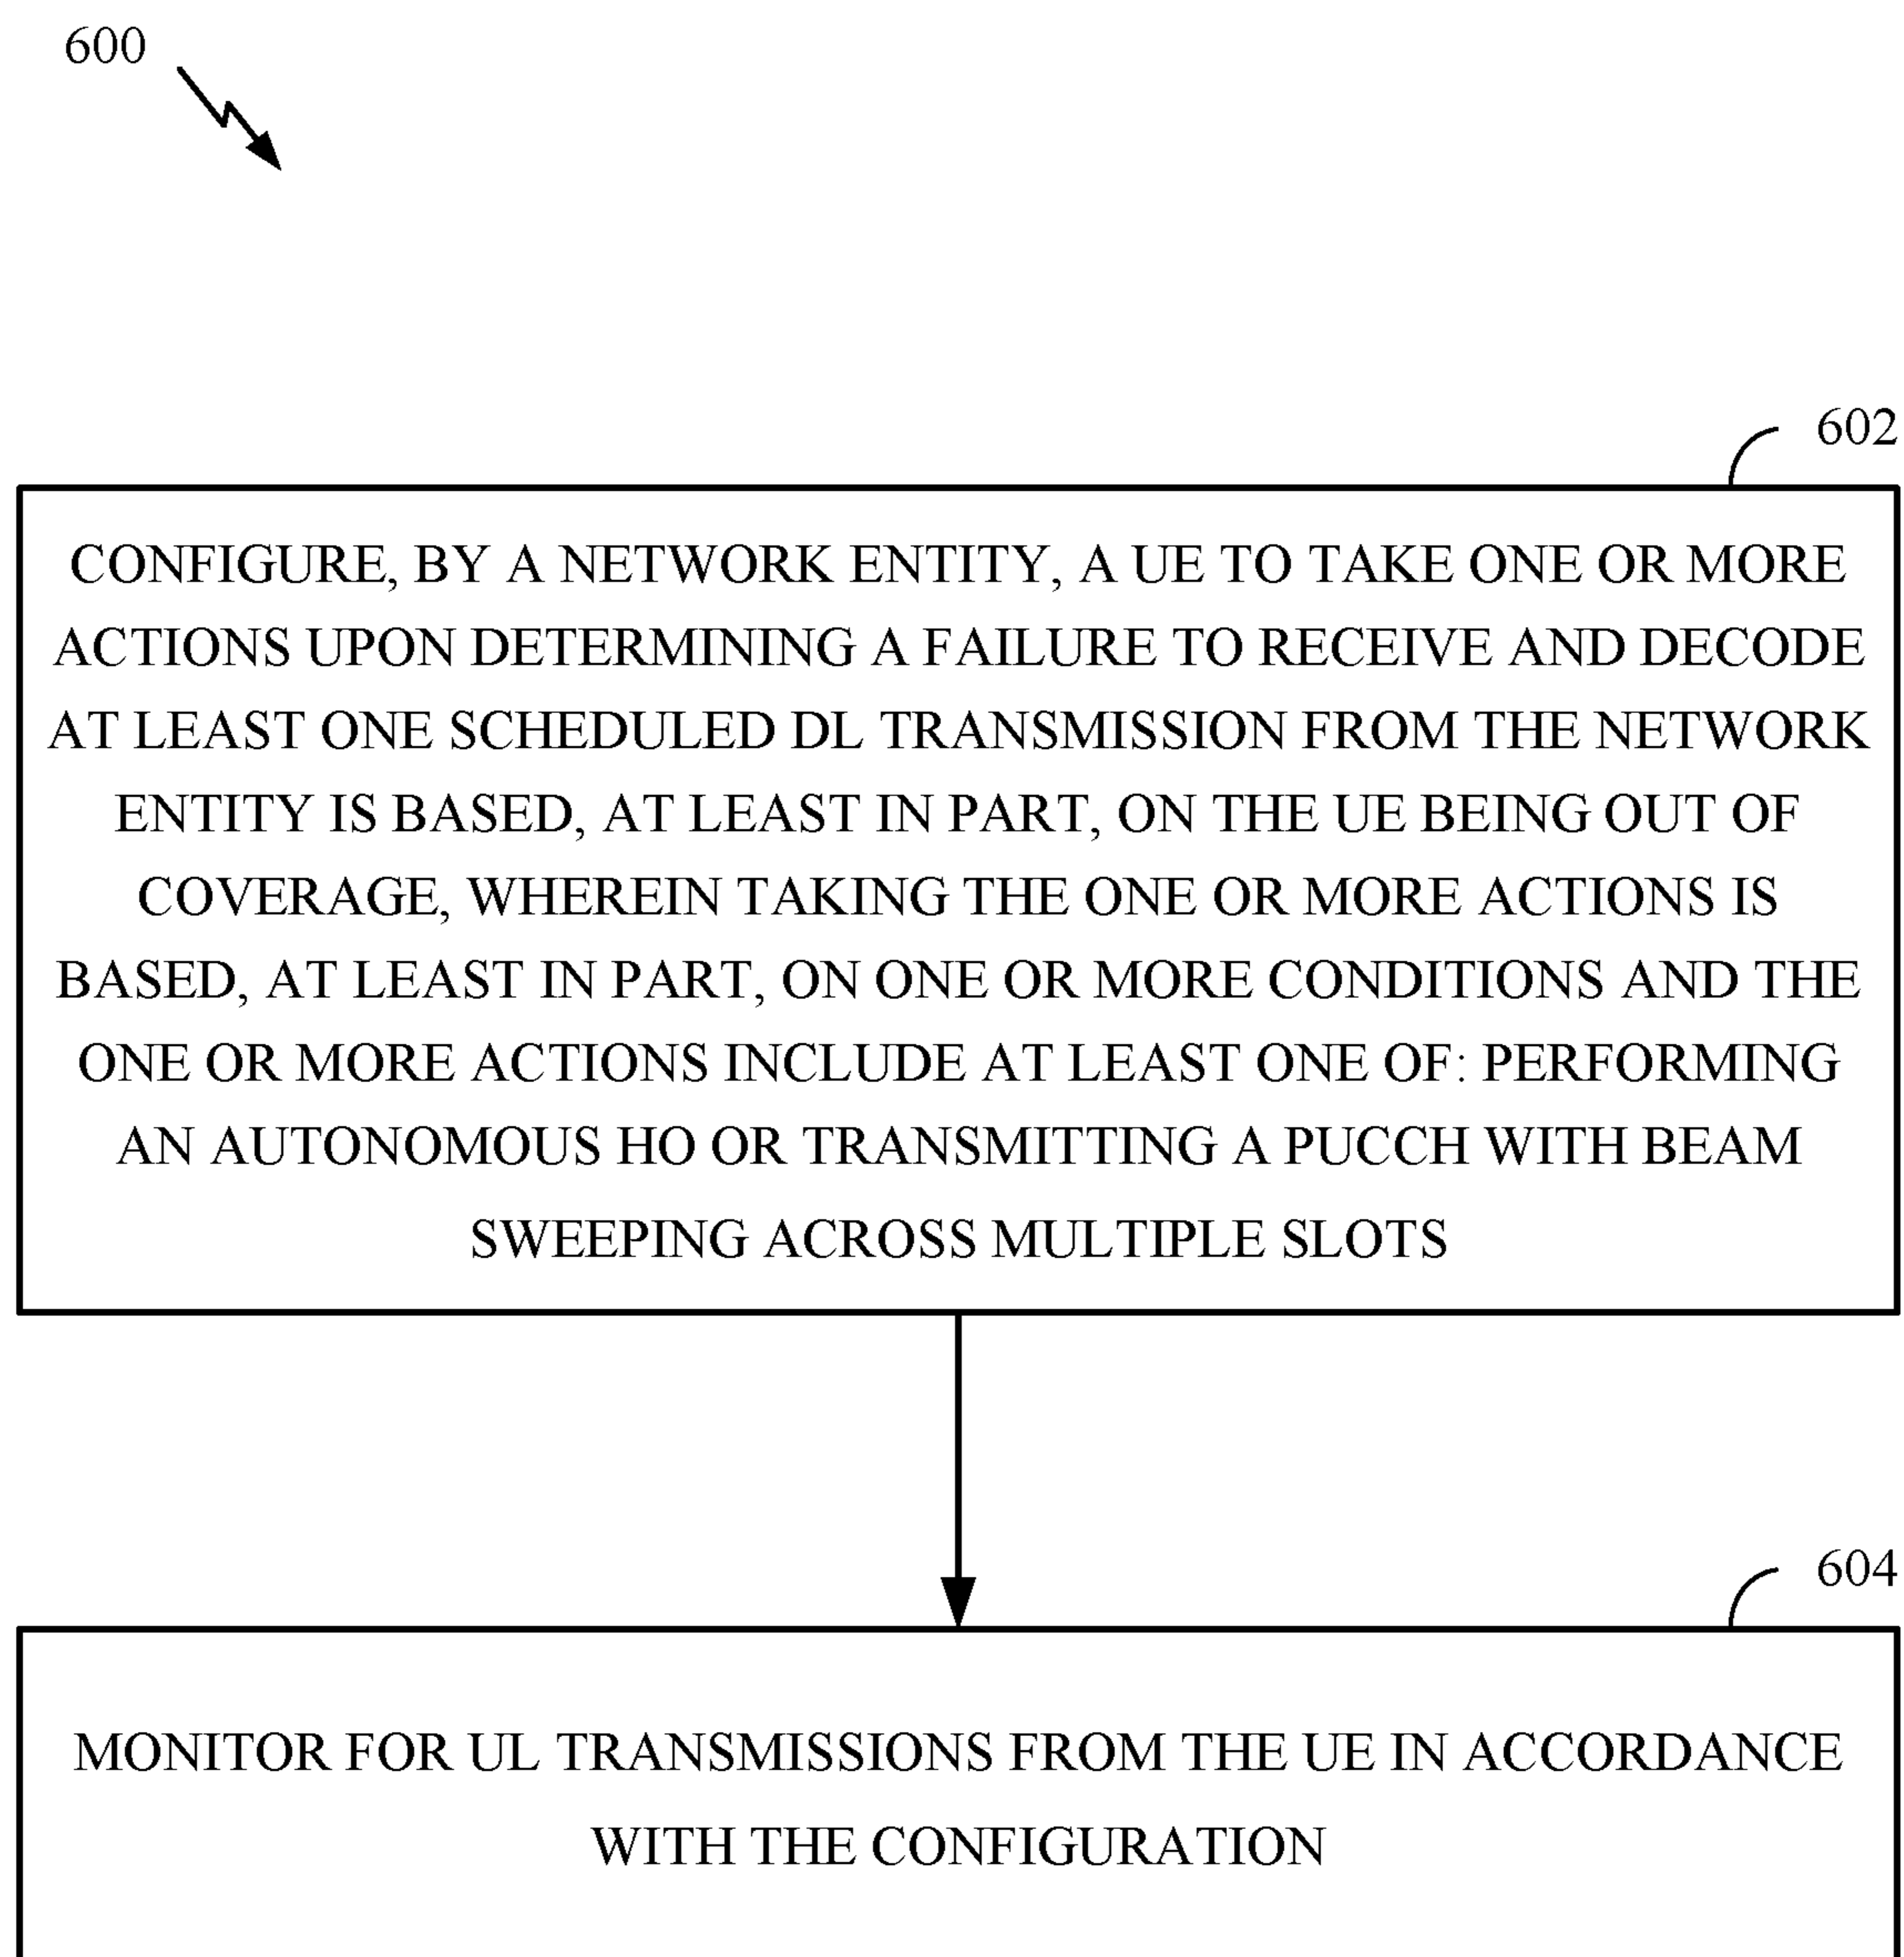 600
602
CONFIGURE, BY A NETWORK ENTITY, A UE TO TAKE ONE OR MORE
ACTIONS UPON DETERMINING A FAILURE TO RECEIVE AND DECODE
AT LEAST ONE SCHEDULED DL TRANSMISSION FROM THE NETWORK
ENTITY IS BASED, AT LEAST IN PART, ON THE UE BEING OUT OF
COVERAGE, WHEREIN TAKING THE ONE OR MORE ACTIONS IS
BASED, AT LEAST IN PART, ON ONE OR MORE CONDITIONS AND THE
ONE OR MORE ACTIONS INCLUDE AT LEAST ONE OF: PERFORMING
AN AUTONOMOUS HO OR TRANSMITTING A PUCCH WITH BEAM
SWEEPING ACROSS MULTIPLE SLOTS
604
MONITOR FOR UL TRANSMISSIONS FROM THE UE IN ACCORDANCE
WITH THE CONFIGURATION